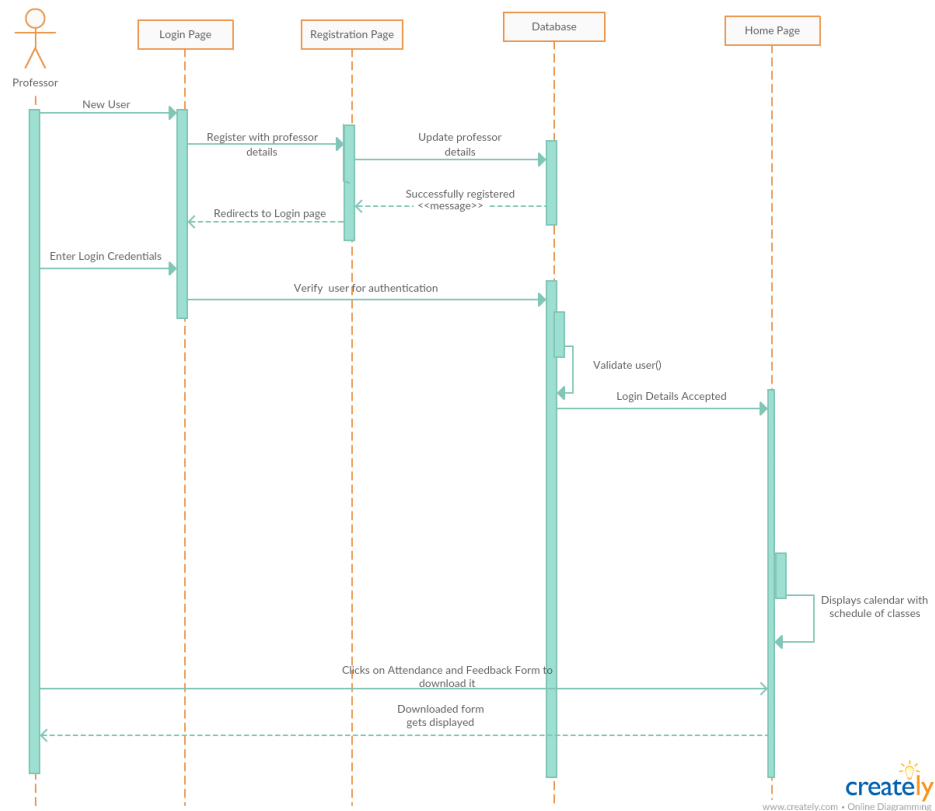 Login Page
Registration Page
Database
Home Page
Professor
New User
Register with professor
details
Update professor
details
Successfully registered
<<message>>
Redirects to Login page
Enter Login Credentials
Verify  user for authentication
Validate user()
Login Details Accepted
Displays calendar with
schedule of classes
Clicks on Attendance and Feedback Form to
download it
Downloaded form
gets displayed
creately
www.creately.com • Online Diagramming